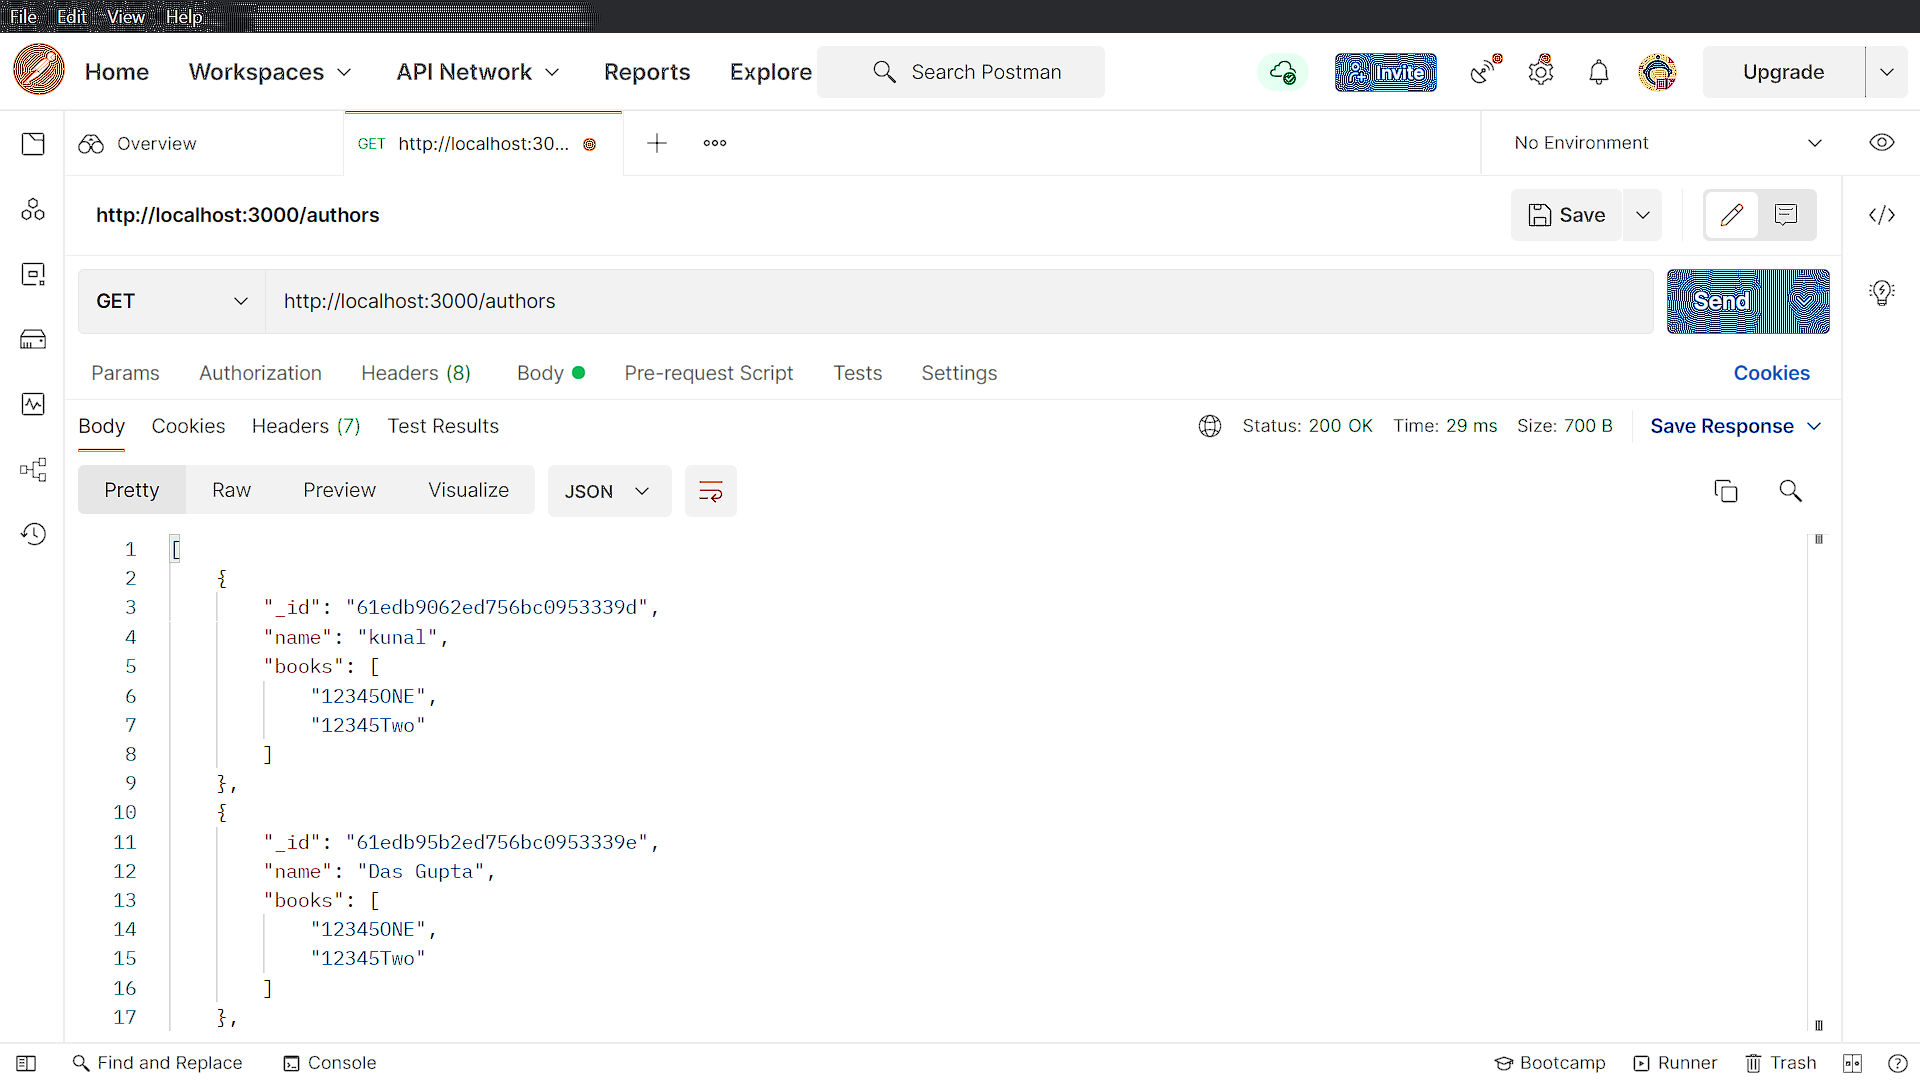 File Edit View Help
Home Workspaces API Network Reports Explore Search Postman Invite Upgrade
Overview GET http://localhost:30... No Environment
http://localhost:3000/authors Save
GET http://localhost:3000/authors Send
Params Authorization Headers (8) Body Pre-request Script Tests Settings Cookies
Body Cookies Headers (7) Test Results Status: 200 OK Time: 29 ms Size: 700 B Save Response
Pretty Raw Preview Visualize JSON
1 [
2 {
3 "_id": "61edb9062ed756bc0953339d",
4 "name": "kunal",
5 "books": [
6 "12345ONE",
7 "12345Two"
8 ]
9 },
10 {
11 "_id": "61edb95b2ed756bc0953339e",
12 "name": "Das Gupta",
13 "books": [
14 "12345ONE",
15 "12345Two"
16 ]
17 },
Find and Replace Console Bootcamp Runner Trash